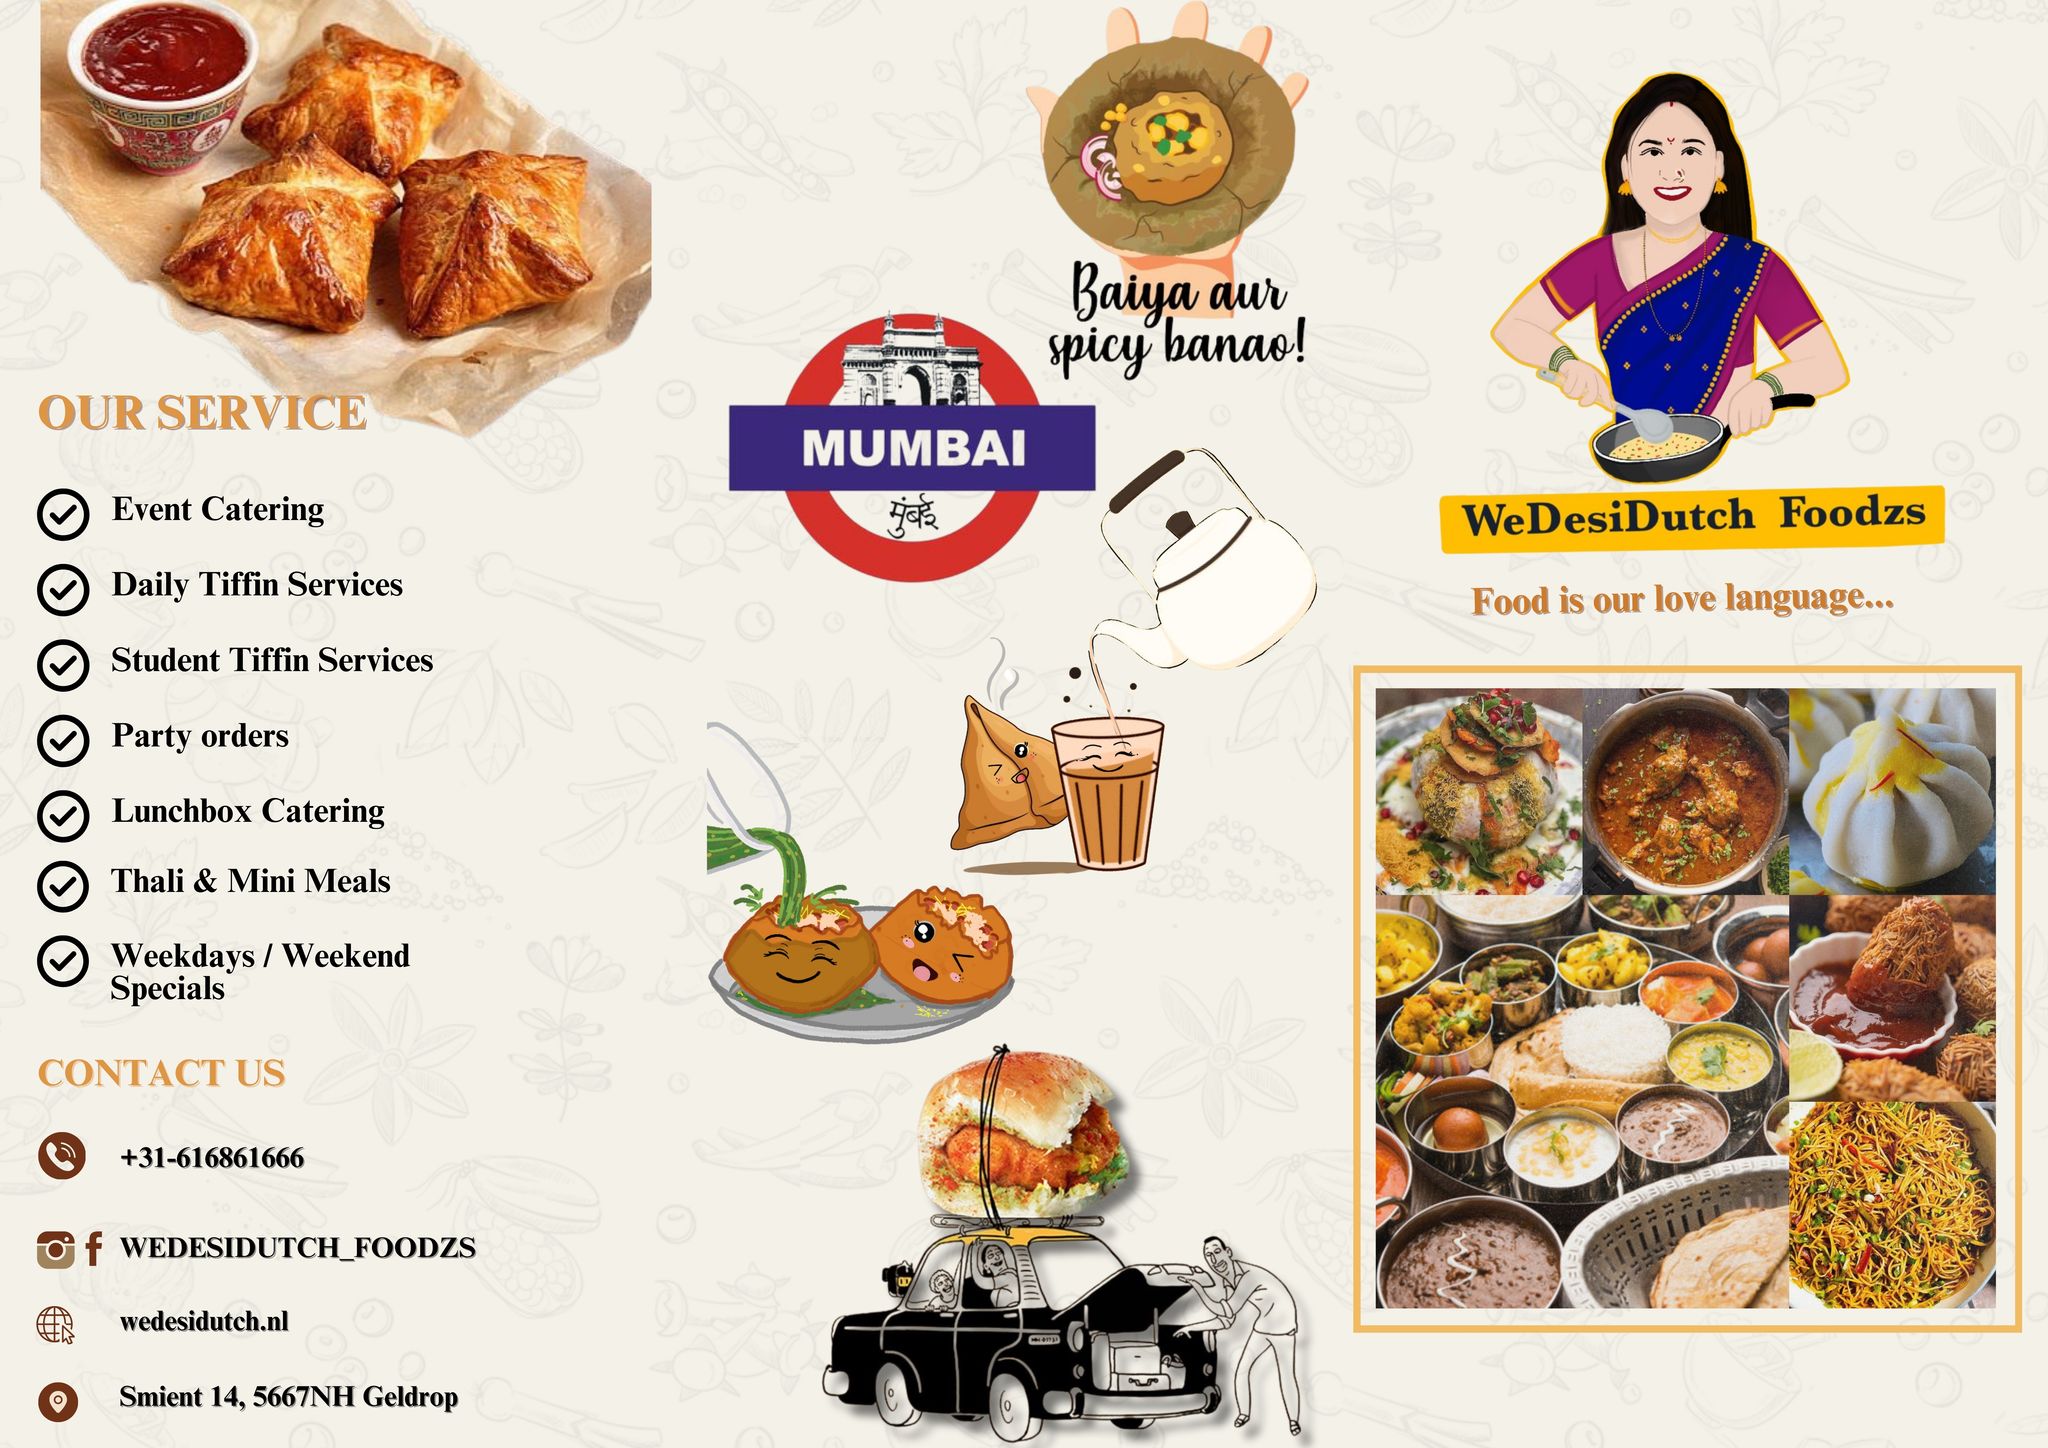 OUR SERVICE
Event Catering
Daily Tiffin Services
Student Tiffin Services
Party orders
Lunchbox Catering
Thali & Mini Meals
Weekdays / Weekend
Specials
CONTACT US
+31-616861666
WEDESIDUTCH_FOODZS
wedesidutch.nl
Smient 14, 5667NH Geldrop
Baiya aur
spicy banao!
MUMBAI
मुंबई
WeDesiDutch Foodzs
Food is our love language...